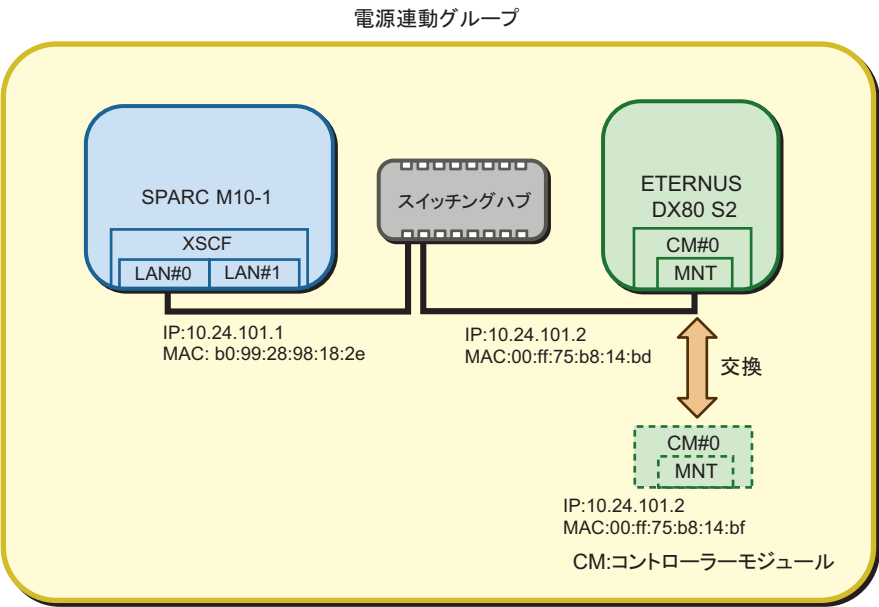 電源連動グループ
SPARC M10-1
XSCF
LAN#0
LAN#1
スイッチングハブ
ETERNUS
DX80 S2
CM#0
MNT
IP:10.24.101.1
MAC: b0:99:28:98:18:2e
IP:10.24.101.2
MAC:00:ff:75:b8:14:bd
交換
CM#0
MNT
IP:10.24.101.2
MAC:00:ff:75:b8:14:bf
CM:コントローラーモジュール